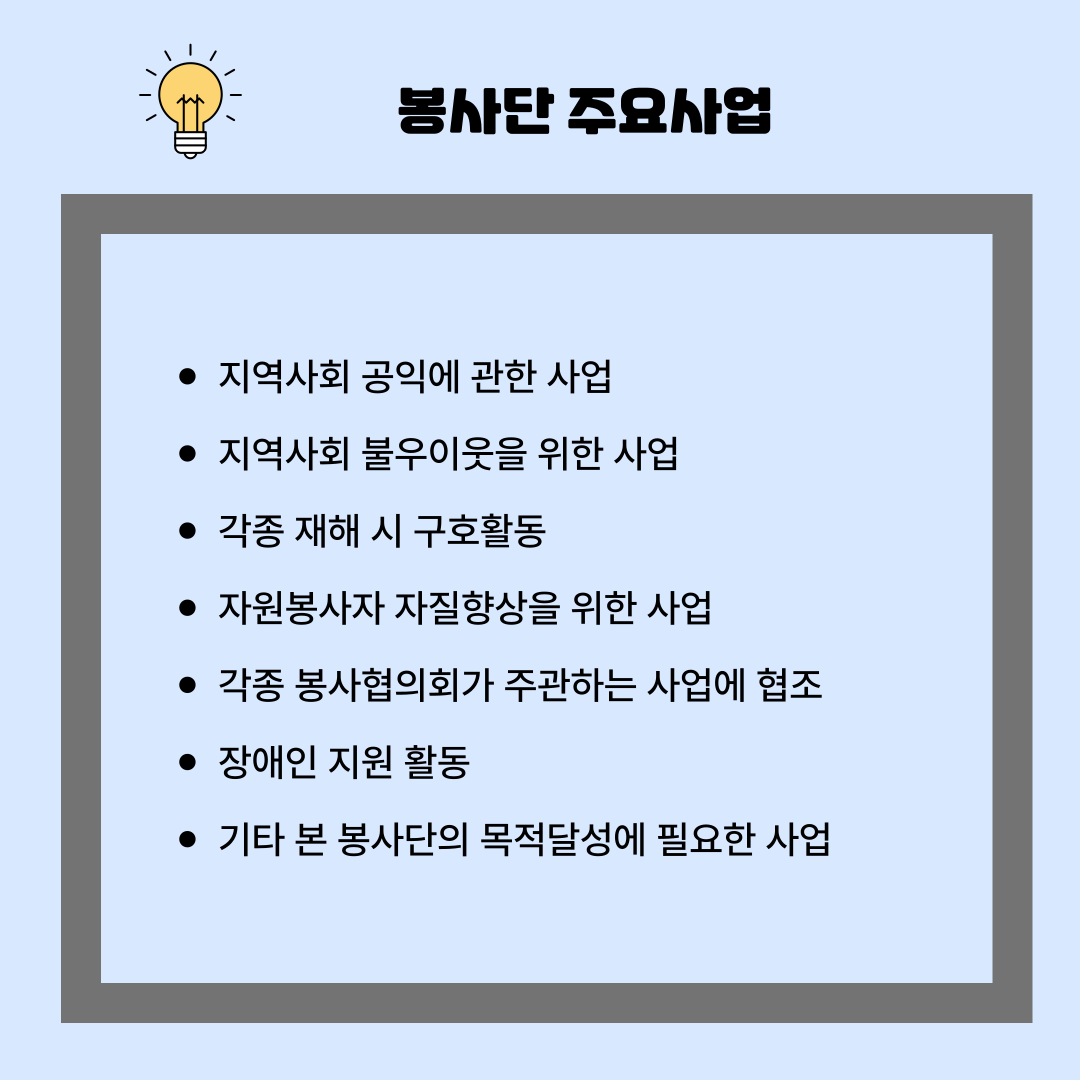 봉사단 주요사업
• 지역사회 공익에 관한 사업
• 지역사회 불우이웃을 위한 사업
• 각종 재해 시 구호활동
• 자원봉사자 자질향상을 위한 사업
• 각종 봉사협의회가 주관하는 사업에 협조
• 장애인 지원 활동
• 기타 본 봉사단의 목적달성에 필요한 사업